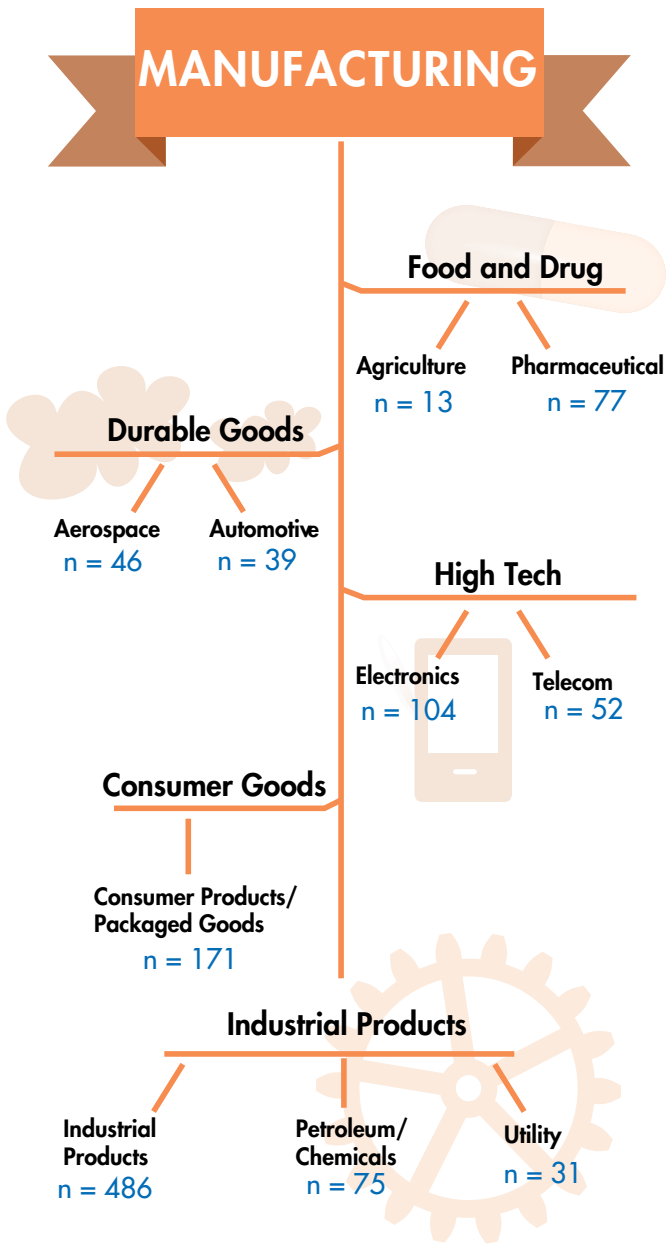 MANUFACTURING
Food and Drug
Agriculture
n = 13
Pharmaceutical
n = 77
Durable Goods
Aerospace
n = 46
Automotive
n = 39
High Tech
Electronics
n = 104
Telecom
n = 52
Consumer Goods
Consumer Products/
Packaged Goods
n = 171
Industrial Products
Industrial
Products
n = 486
Petroleum/
Chemicals
n = 75
Utility
n = 31